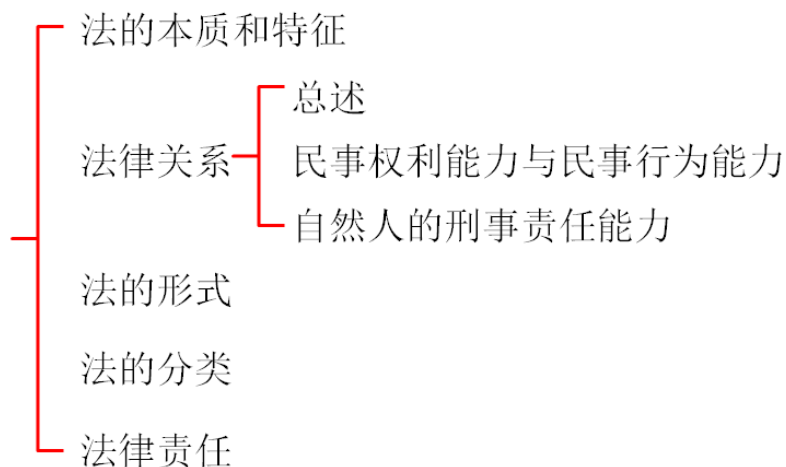 法的本质和特征
总述
法律关系
民事权利能力与民事行为能力
自然人的刑事责任能力
法的形式
法的分类
法律责任